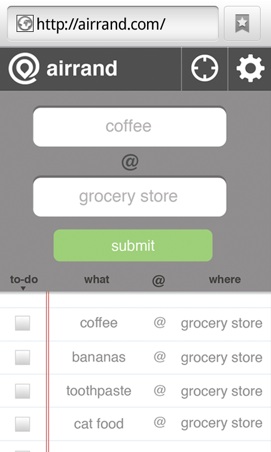 http://airrand.com/
airrand
coffee
@
grocery store
submit
to-do what @ where
coffee @ grocery store
bananas @ grocery store
toothpaste @ grocery store
cat food @ grocery store